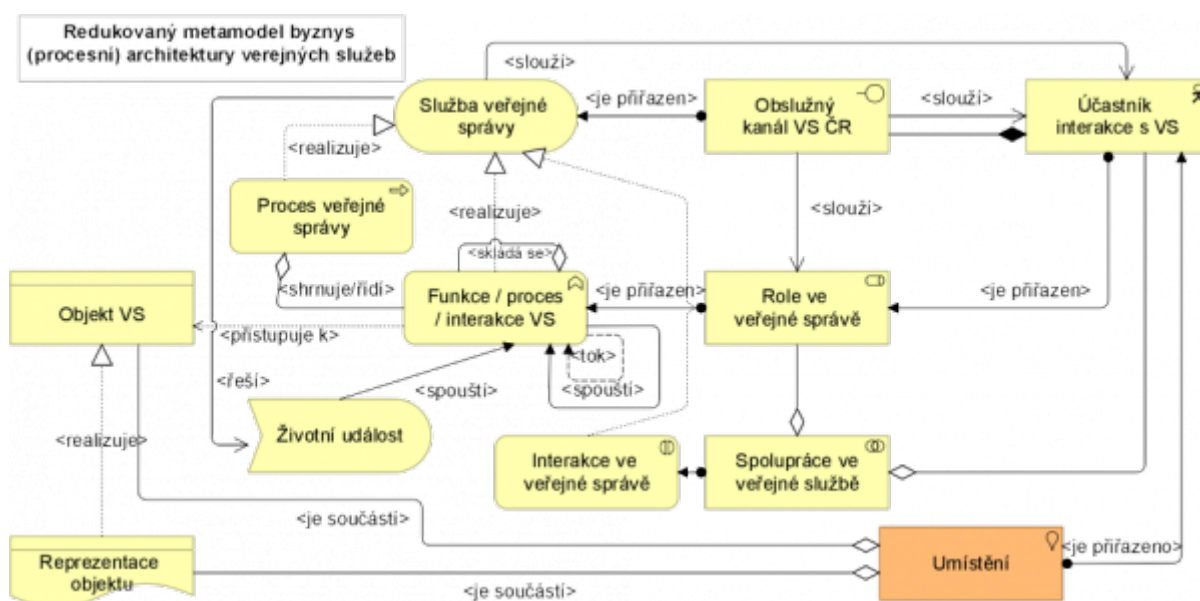 Redukovaný metamodel byznys
(procesní) architektury verejných služeb
<slouží>
Služba veřejné
správy
<je přiřazen>
Obslužný
kanál VS ČR
<slouží>
Účastník
interakce s VS
<realizuje>
Proces veřejné
správy
<realizuje>
<slouží>
<skládá se>
<shrnuje/řídí>
Funkce / proces
/ interakce VS
<je přiřazen>
Role ve
veřejné správě
<je přiřazen>
Objekt VS
<přistupuje k>
<tok>
<spouští>
<řeší>
<spouští>
Životní událost
<realizuje>
Interakce ve
veřejné správě
Spolupráce ve
veřejné službě
<je součástí>
Reprezentace
objektu
Umístění
<je přiřazeno>
<je součástí>